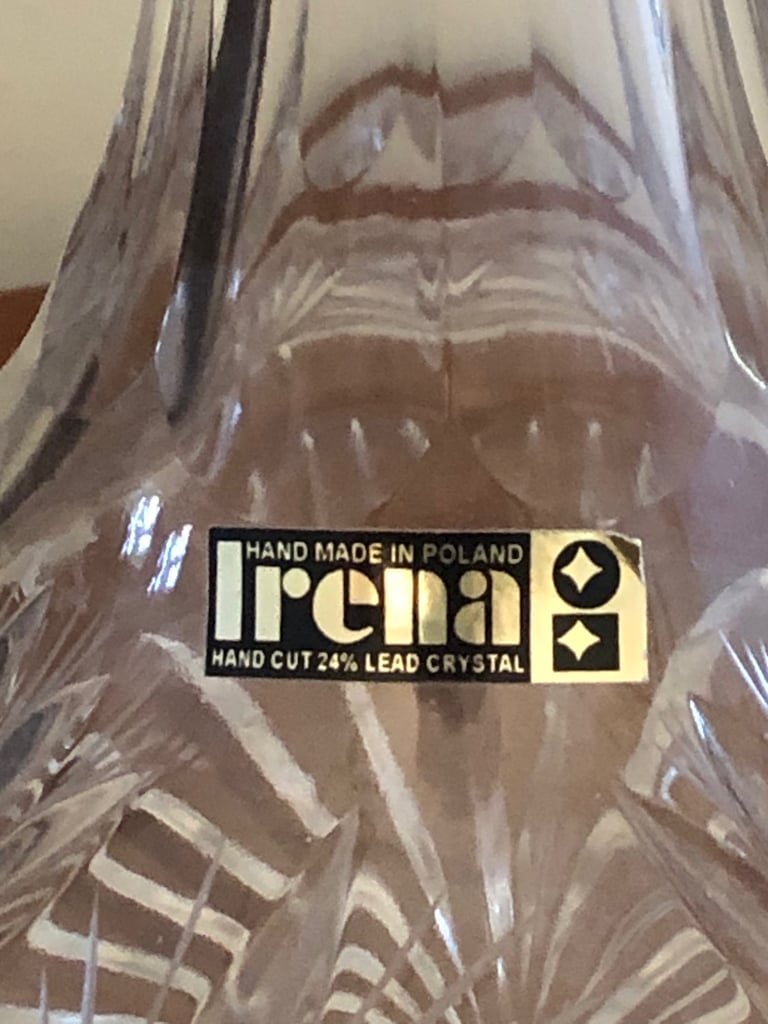 HAND MADE IN POLAND
Irena
HAND CUT 24% LEAD CRYSTAL